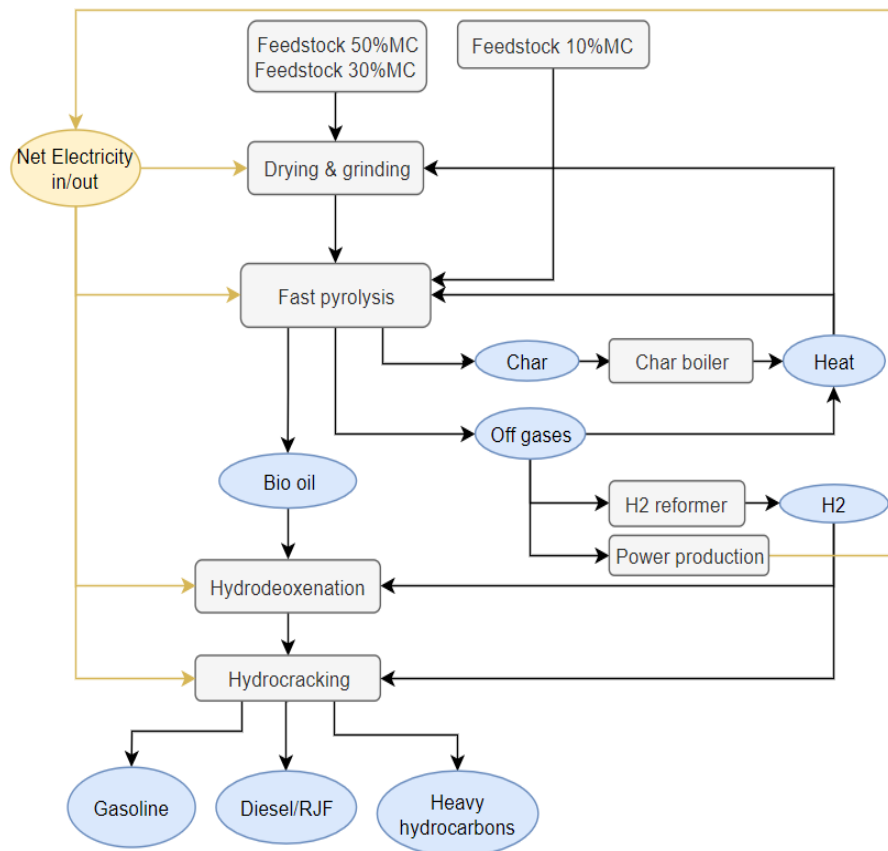 Feedstock 50%MC
Feedstock 30%MC
Feedstock 10%MC
Net Electricity
in/out
Drying & grinding
Fast pyrolysis
Char
Char boiler
Heat
Off gases
Bio oil
H2 reformer
H2
Power production
Hydrodeoxenation
Hydrocracking
Gasoline
Diesel/RJF
Heavy
hydrocarbons